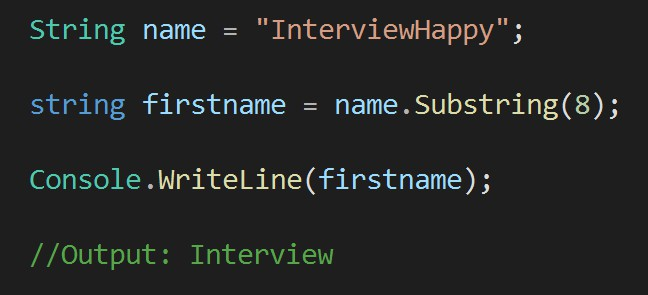 String name = "InterviewHappy";
string firstname = name.Substring(8);
Console.WriteLine(firstname);
//Output: Interview